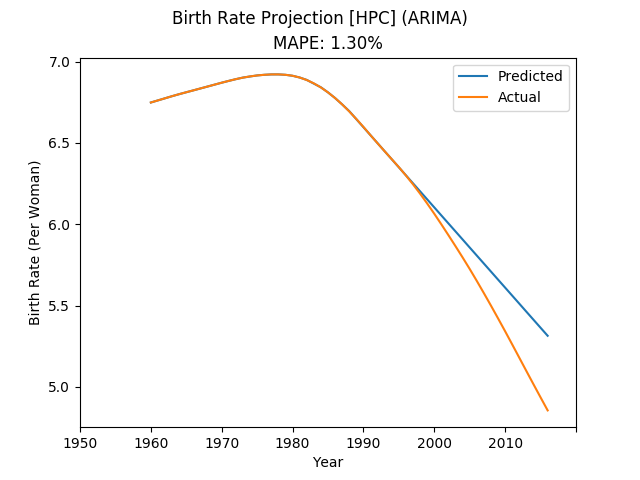 Birth Rate Projection [HPC] (ARIMA)
MAPE: 1.30%
Predicted
Actual
Birth Rate (Per Woman)
7.0
6.5
6.0
5.5
5.0
1950 1960 1970 1980 1990 2000 2010
Year